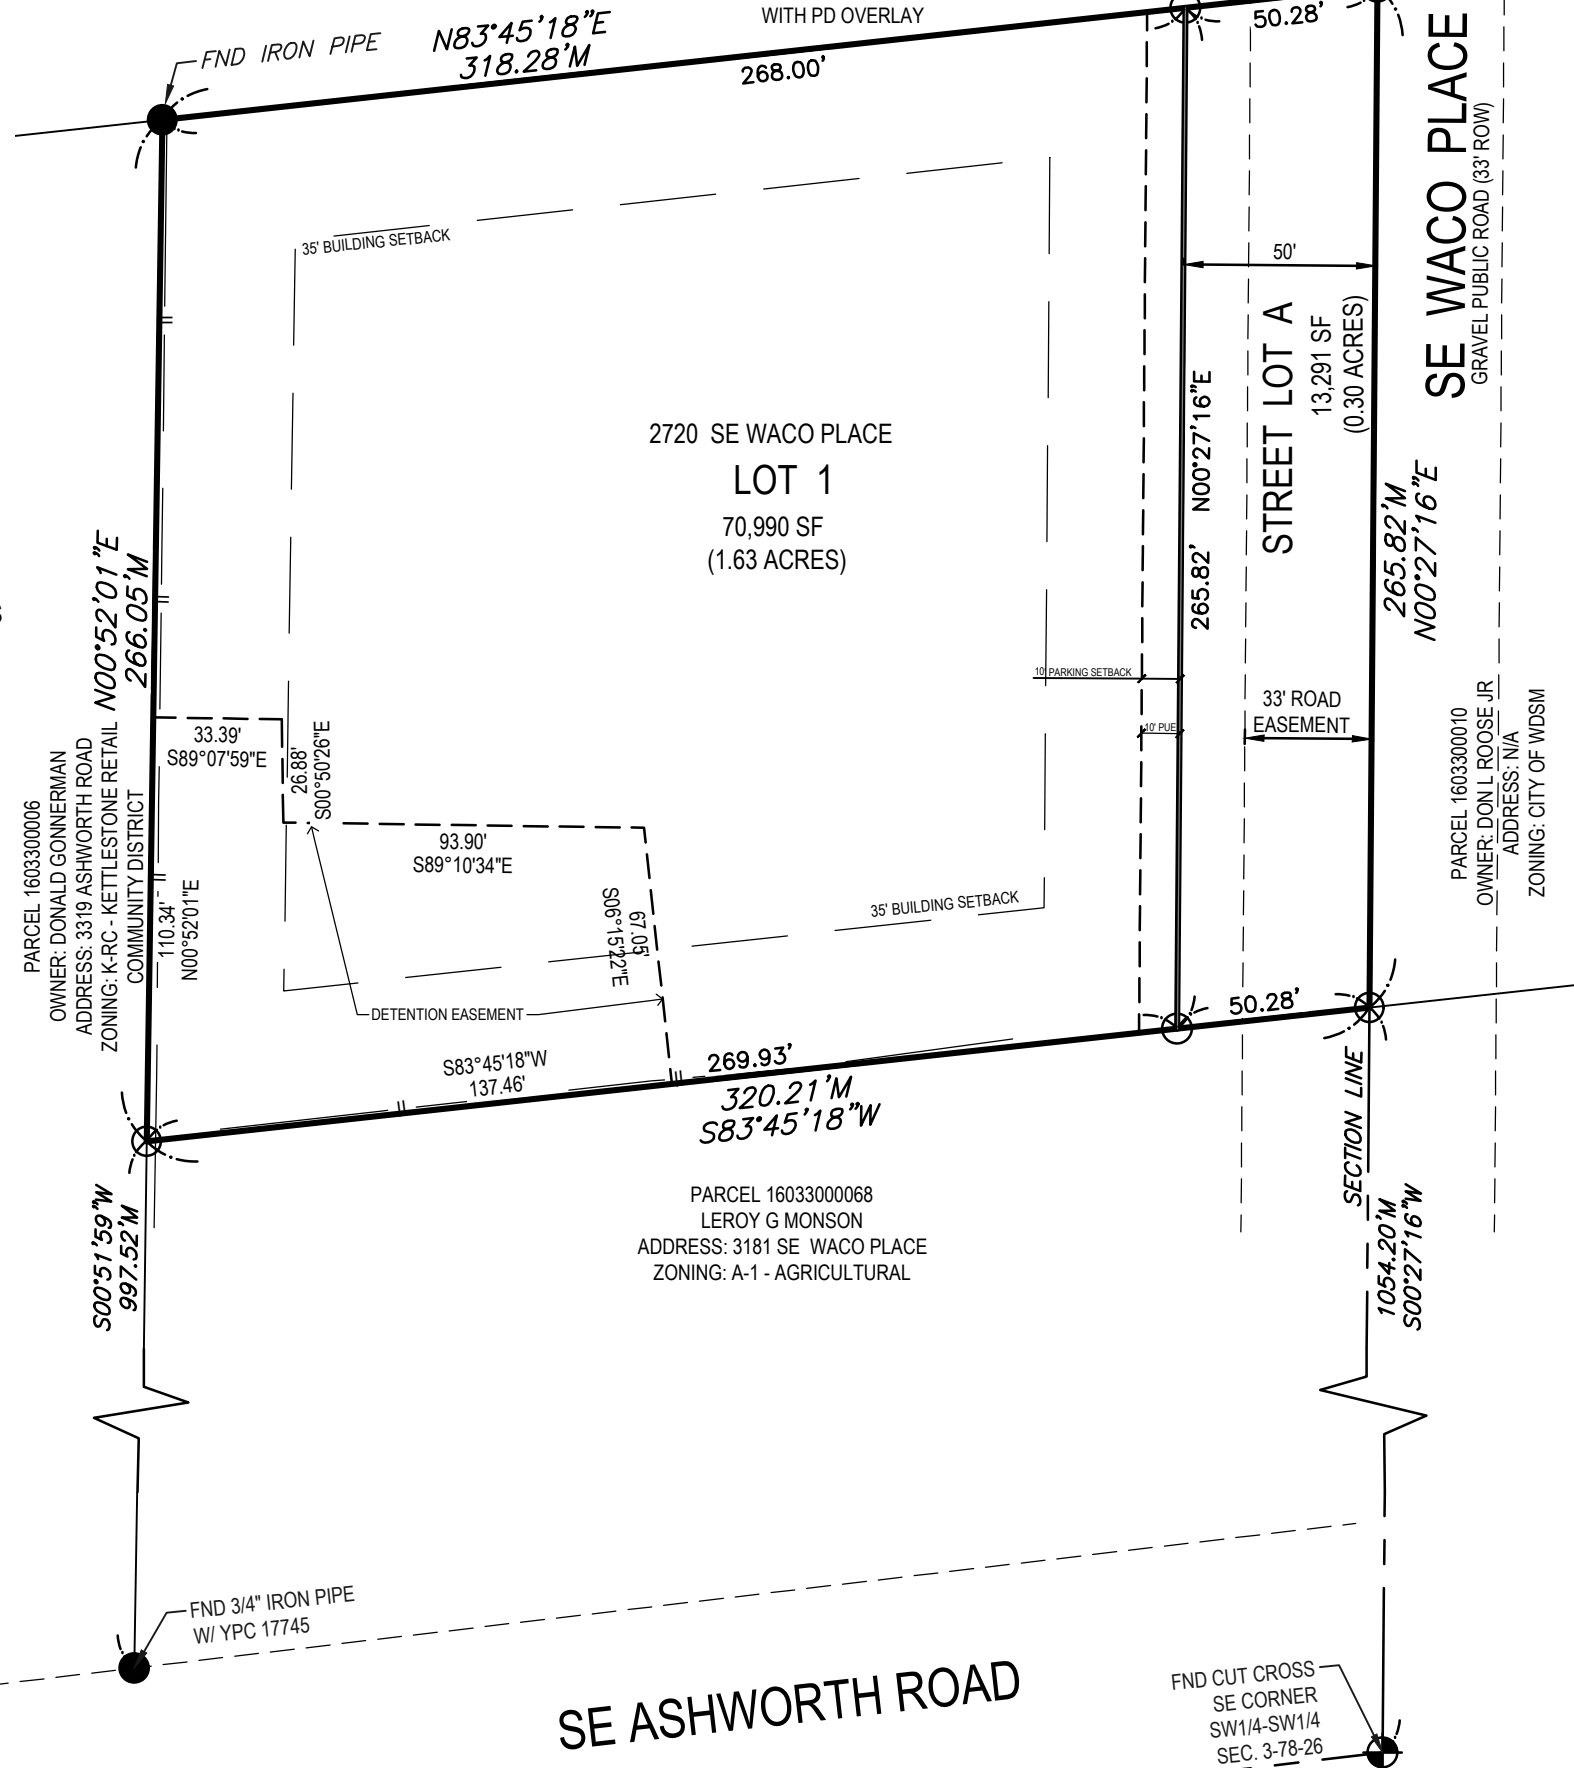 WITH PD OVERLAY
50.28'
FND IRON PIPE
N83°45'18"E
318.28'M
268.00'
SE WACO PLACE
GRAVEL PUBLIC ROAD (33' ROW)
35' BUILDING SETBACK
50'
STREET LOT A
13,291 SF
(0.30 ACRES)
2720 SE WACO PLACE
LOT 1
70,990 SF
(1.63 ACRES)
265.82' N00°27'16"E
265.82'M
N00°27'16"E
N00°52'01"E
266.05'M
10' PARKING SETBACK
10' PUE
33' ROAD
EASEMENT
33.39'
S89°07'59"E
26.88'
S00°50'26"E
93.90'
S89°10'34"E
67.05'
S06°15'22"E
PARCEL 1603300006
OWNER: DONALD GONNERMAN
ADDRESS: 3319 ASHWORTH ROAD
ZONING: K-RC - KETTLESTONE RETAIL
COMMUNITY DISTRICT
110.34'
N00°52'01"E
PARCEL 1603300010
OWNER: DON L ROOSE JR
ADDRESS: N/A
ZONING: CITY OF WDSM
35' BUILDING SETBACK
DETENTION EASEMENT
50.28'
S83°45'18"W
137.46'
269.93'
320.21'M
S83°45'18"W
SECTION LINE
PARCEL 16033000068
LEROY G MONSON
ADDRESS: 3181 SE WACO PLACE
ZONING: A-1 - AGRICULTURAL
S00°51'59"W
997.52'M
1054.20'M
S00°27'16"W
FND 3/4" IRON PIPE
W/ YPC 17745
SE ASHWORTH ROAD
FND CUT CROSS
SE CORNER
SW1/4-SW1/4
SEC. 3-78-26